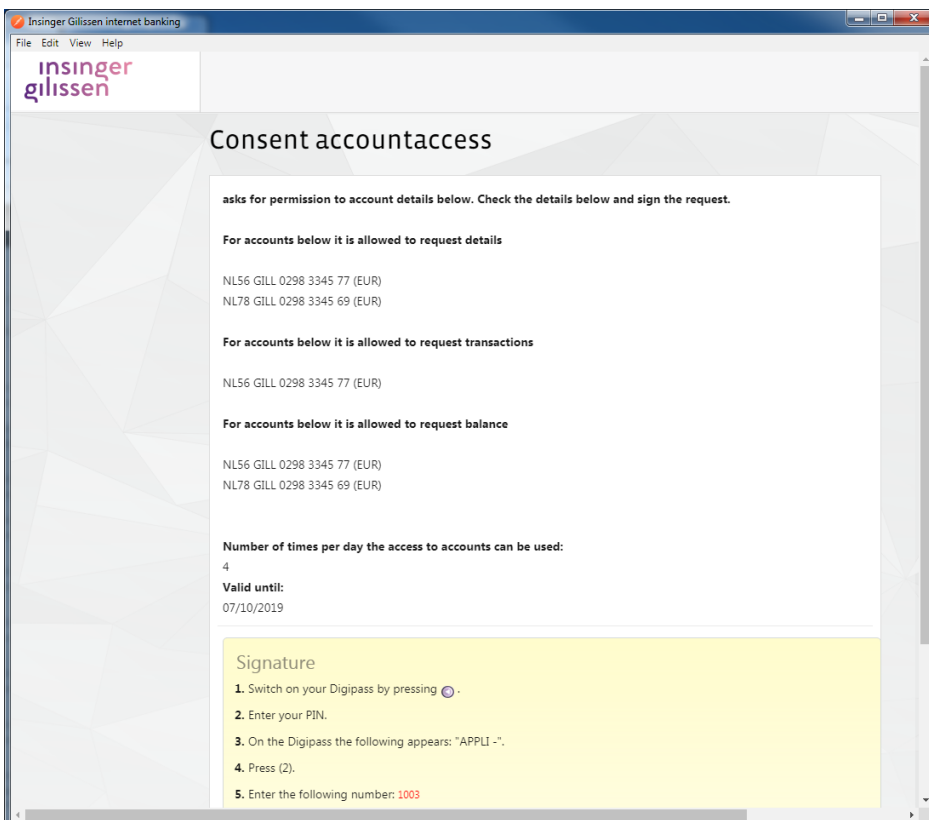 Insinger Gilissen internet banking
File Edit View Help
insinger
gilissen
Consent accountaccess
asks for permission to account details below. Check the details below and sign the request.
For accounts below it is allowed to request details
NL56 GILL 0298 3345 77 (EUR)
NL78 GILL 0298 3345 69 (EUR)
For accounts below it is allowed to request transactions
NL56 GILL 0298 3345 77 (EUR)
For accounts below it is allowed to request balance
NL56 GILL 0298 3345 77 (EUR)
NL78 GILL 0298 3345 69 (EUR)
Number of times per day the access to accounts can be used:
4
Valid until:
07/10/2019
Signature
1. Switch on your Digipass by pressing .
2. Enter your PIN.
3. On the Digipass the following appears: "APPLI -".
4. Press (2).
5. Enter the following number: 1003